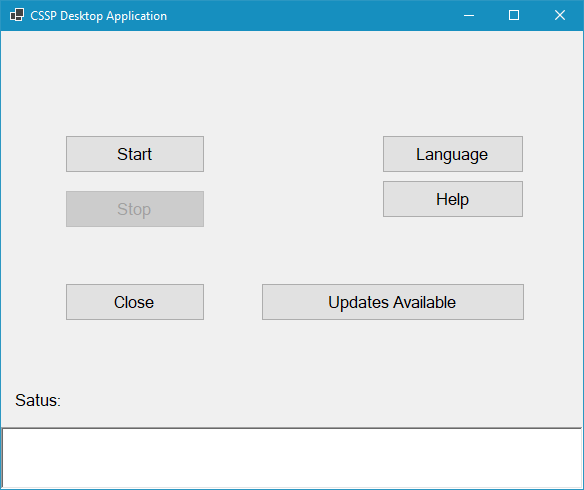 CSSP Desktop Application
Start
Language
Stop
Help
Close
Updates Available
Satus: